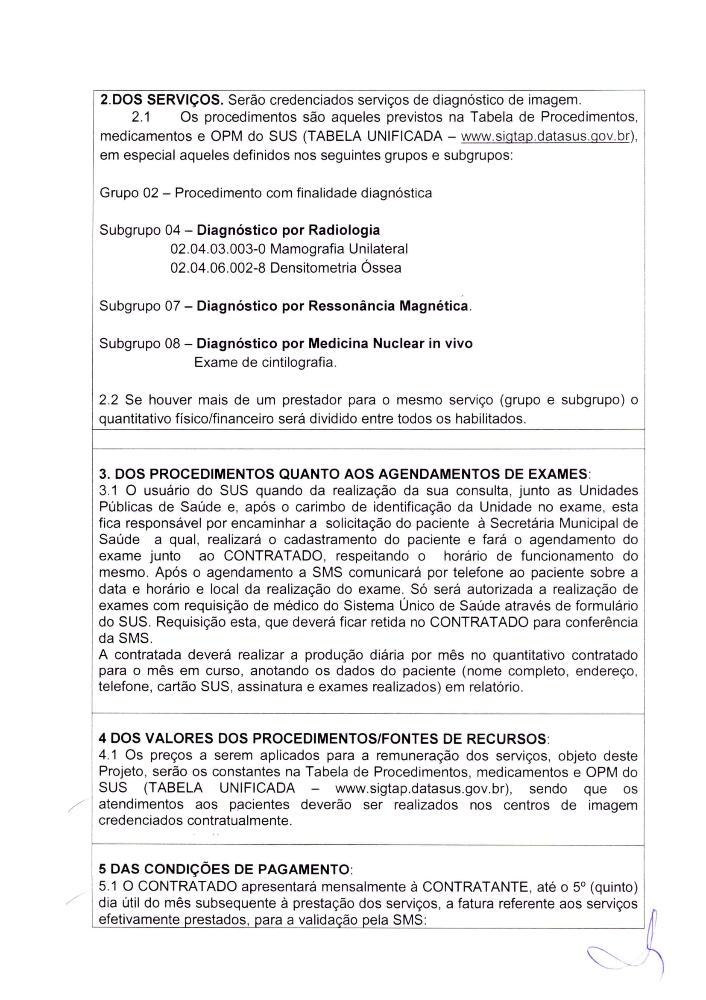 2.DOS SERVIÇOS. Serão credenciados serviços de diagnóstico de imagem.
2.1 Os procedimentos são aqueles previstos na Tabela de Procedimentos,
medicamentos e OPM do SUS (TABELA UNIFICADA – www.sigtap.datasus.gov.br),
em especial aqueles definidos nos seguintes grupos e subgrupos:
Grupo 02 – Procedimento com finalidade diagnóstica
Subgrupo 04 – Diagnóstico por Radiologia
02.04.03.003-0 Mamografia Unilateral
02.04.06.002-8 Densitometria Óssea
Subgrupo 07 – Diagnóstico por Ressonância Magnética.
Subgrupo 08 – Diagnóstico por Medicina Nuclear in vivo
Exame de cintilografia.
2.2 Se houver mais de um prestador para o mesmo serviço (grupo e subgrupo) o
quantitativo físico/financeiro será dividido entre todos os habilitados.
3. DOS PROCEDIMENTOS QUANTO AOS AGENDAMENTOS DE EXAMES:
3.1 O usuário do SUS quando da realização da sua consulta, junto as Unidades
Públicas de Saúde e, após o carimbo de identificação da Unidade no exame, esta
fica responsável por encaminhar a solicitação do paciente à Secretária Municipal de
Saúde a qual, realizará o cadastramento do paciente e fará o agendamento do
exame junto ao CONTRATADO, respeitando o horário de funcionamento do
mesmo. Após o agendamento a SMS comunicará por telefone ao paciente sobre a
data e horário e local da realização do exame. Só será autorizada a realização de
exames com requisição de médico do Sistema Único de Saúde através de formulário
do SUS. Requisição esta, que deverá ficar retida no CONTRATADO para conferência
da SMS.
A contratada deverá realizar a produção diária por mês no quantitativo contratado
para o mês em curso, anotando os dados do paciente (nome completo, endereço,
telefone, cartão SUS, assinatura e exames realizados) em relatório.
4 DOS VALORES DOS PROCEDIMENTOS/FONTES DE RECURSOS:
4.1 Os preços a serem aplicados para a remuneração dos serviços, objeto deste
Projeto, serão os constantes na Tabela de Procedimentos, medicamentos e OPM do
SUS (TABELA UNIFICADA – www.sigtap.datasus.gov.br), sendo que os
atendimentos aos pacientes deverão ser realizados nos centros de imagem
credenciados contratualmente.
5 DAS CONDIÇÕES DE PAGAMENTO:
5.1 O CONTRATADO apresentará mensalmente à CONTRATANTE, até o 5º (quinto)
dia útil do mês subsequente à prestação dos serviços, a fatura referente aos serviços
efetivamente prestados, para a validação pela SMS: